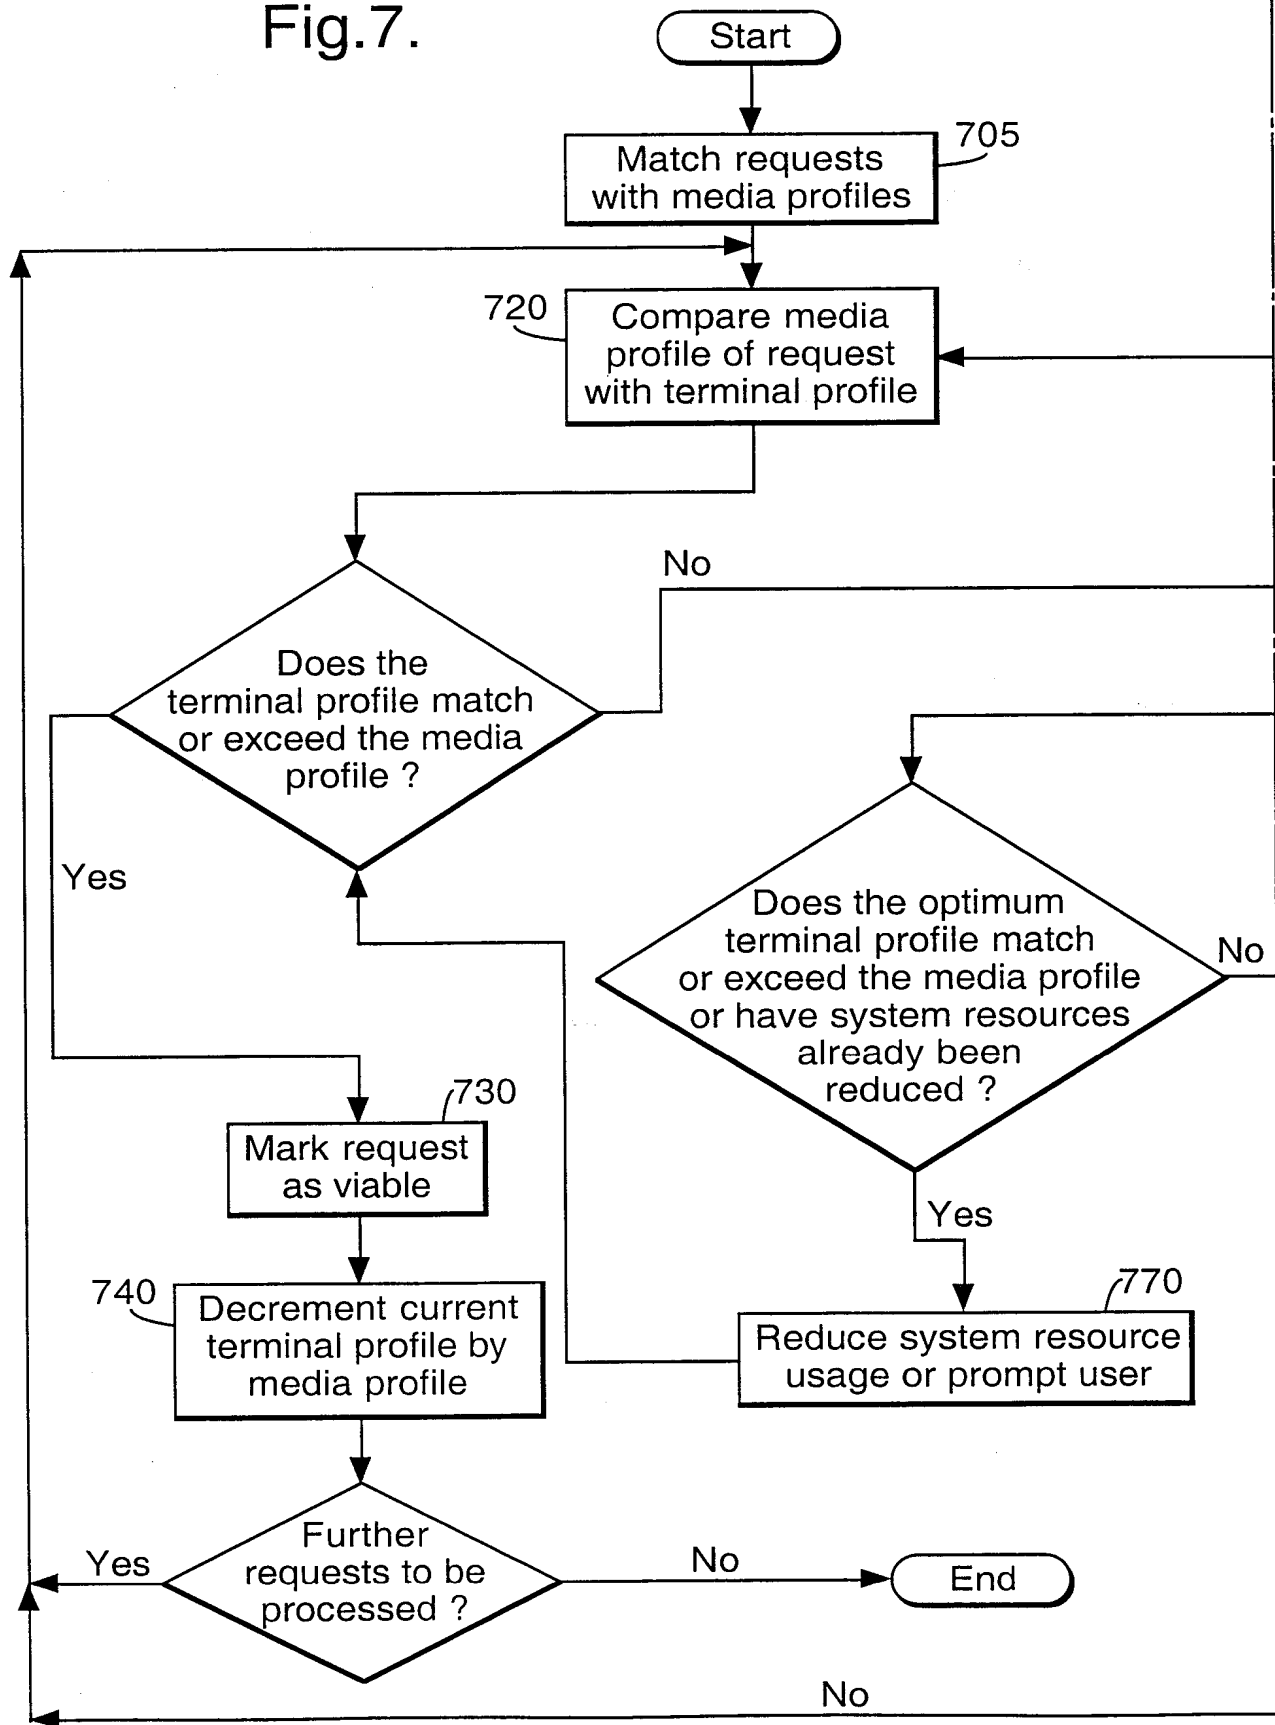 Fig.7.
Start
705
Match requests
with media profiles
720
Compare media
profile of request
with terminal profile
No
Does the
terminal profile match
or exceed the media
profile ?
Yes
Does the optimum
terminal profile match
or exceed the media profile
or have system resources
already been
reduced ?
No
730
Mark request
as viable
Yes
740
Decrement current
terminal profile by
media profile
770
Reduce system resource
usage or prompt user
Further
requests to be
processed ?
Yes
No
End
No